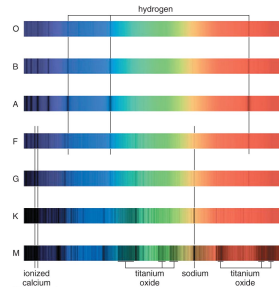 hydrogen
O
B
A
F
G
K
M
ionized
calcium
titanium
oxide
sodium
titanium
oxide